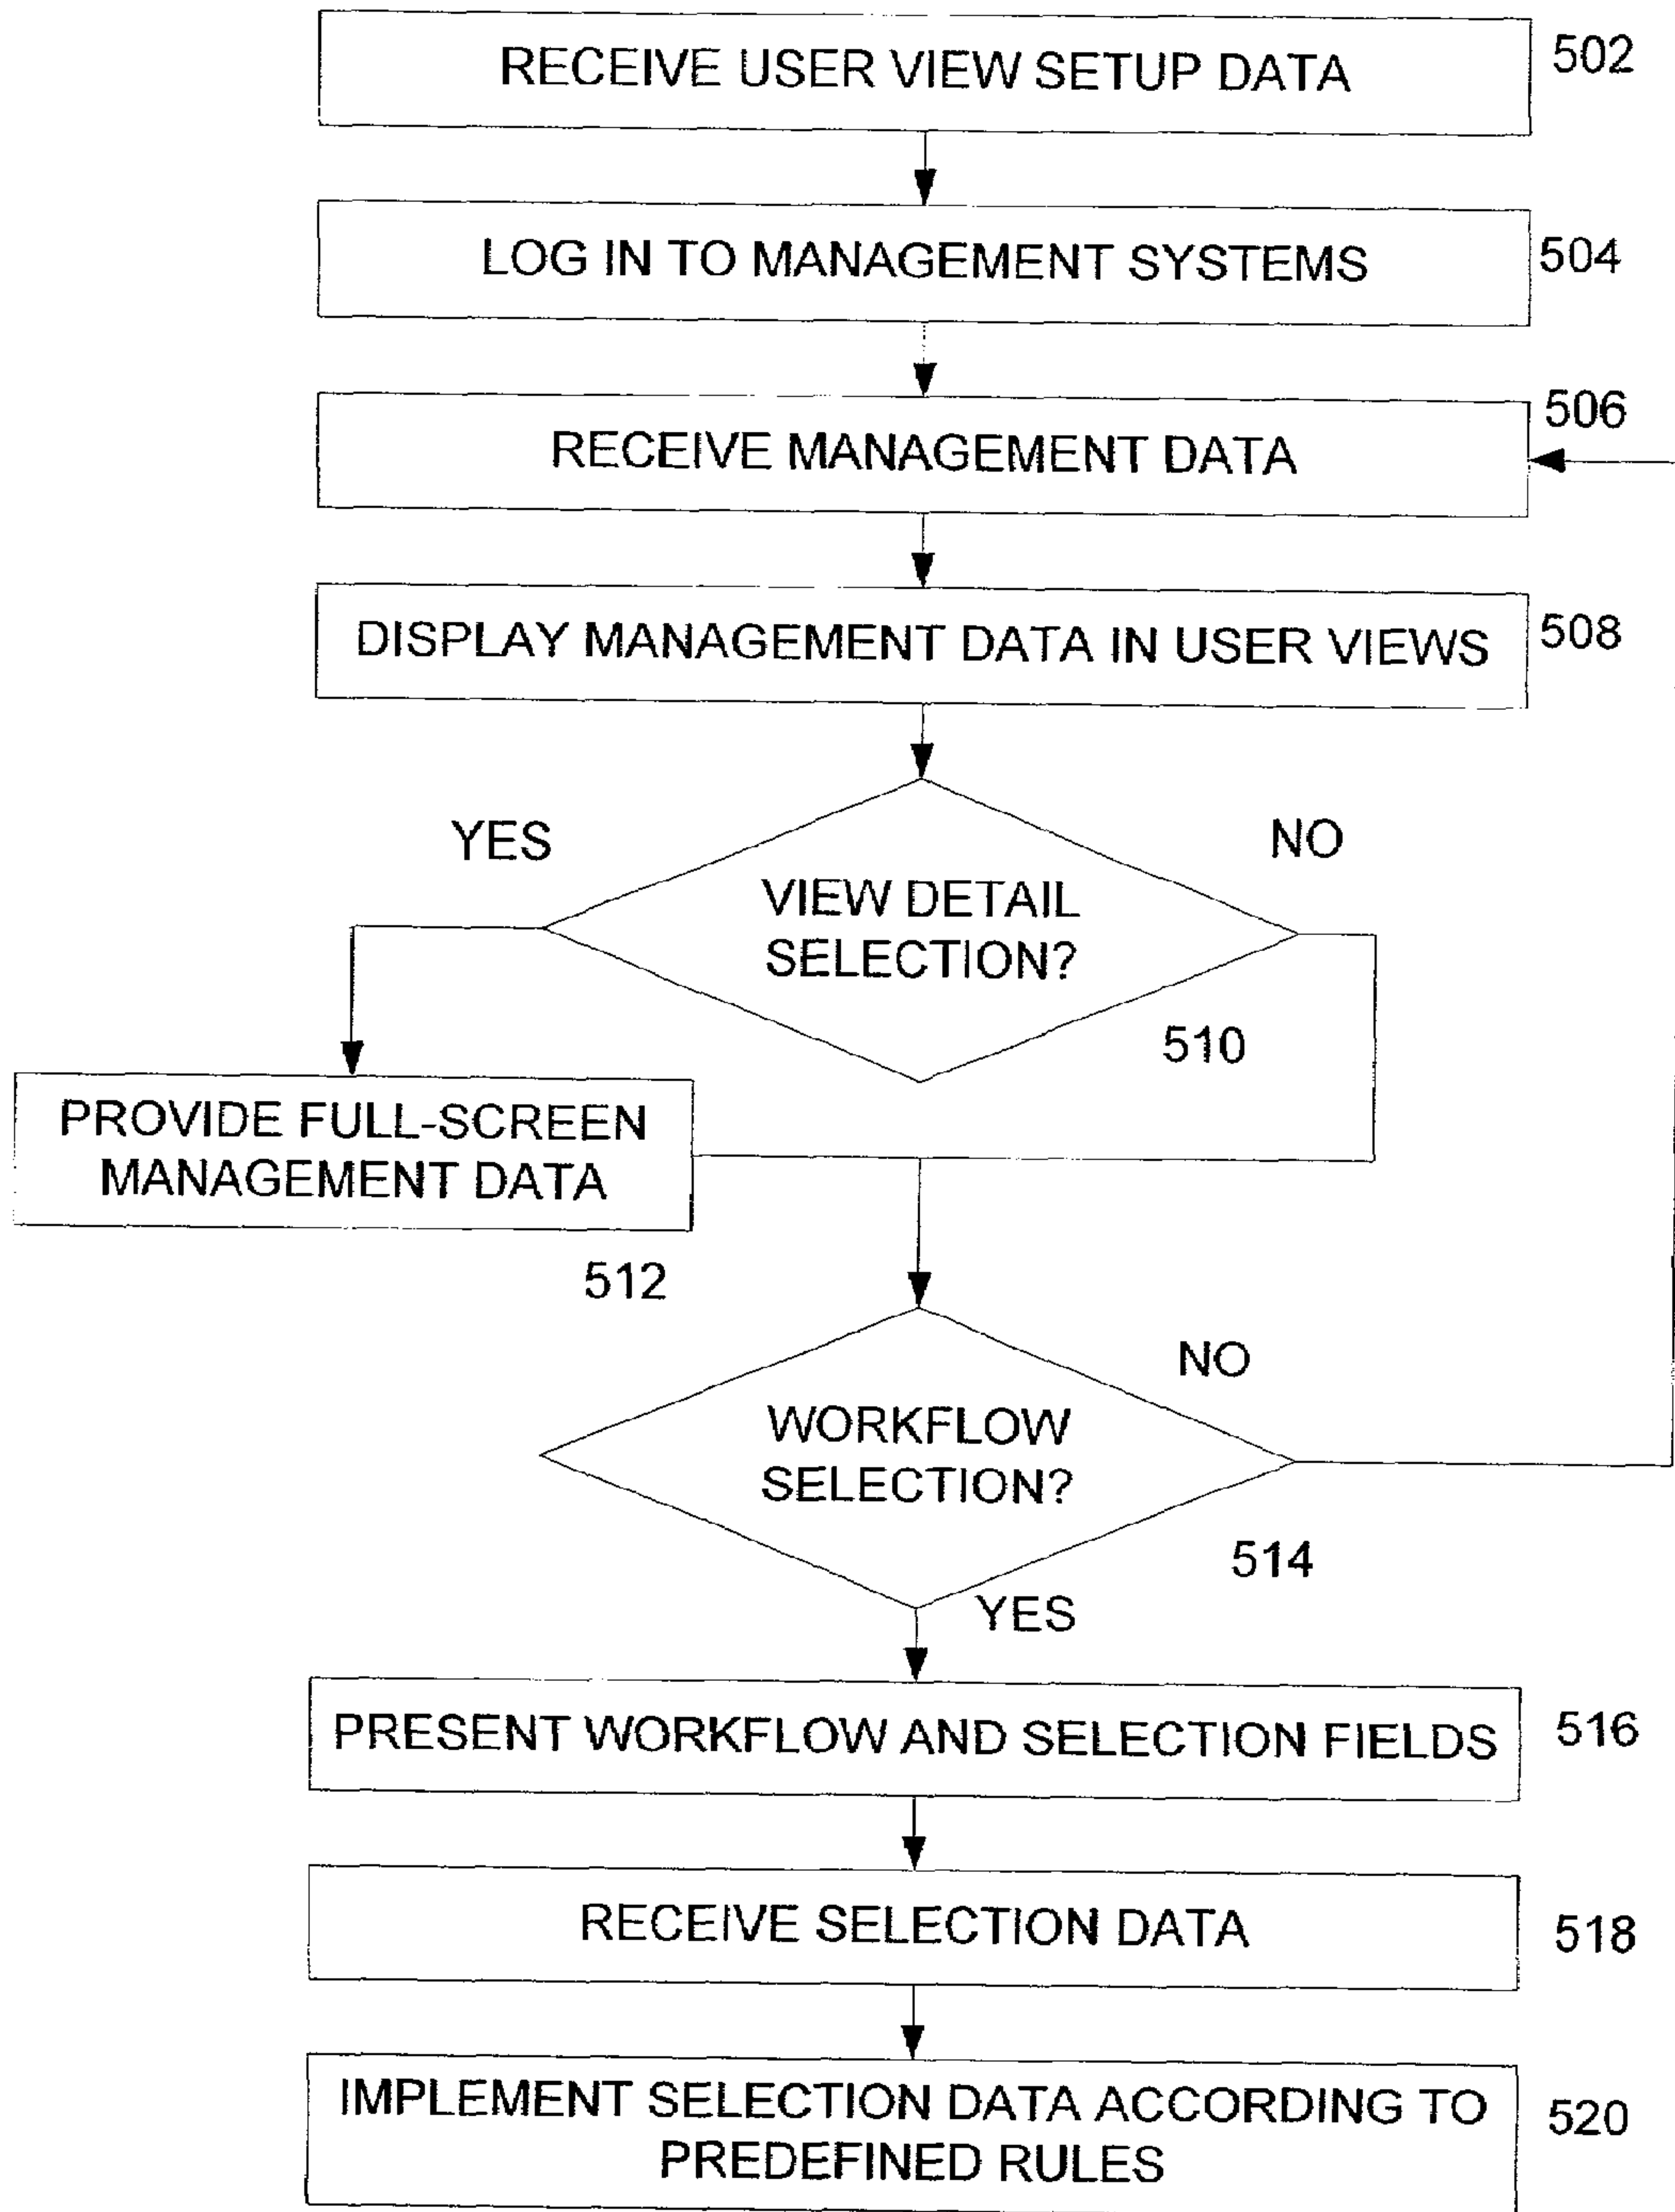 RECEIVE USER VIEW SETUP DATA
502
LOG IN TO MANAGEMENT SYSTEMS
504
RECEIVE MANAGEMENT DATA
506
DISPLAY MANAGEMENT DATA IN USER VIEWS
508
YES
NO
VIEW DETAIL
SELECTION?
510
PROVIDE FULL-SCREEN
MANAGEMENT DATA
512
NO
WORKFLOW
SELECTION?
514
YES
PRESENT WORKFLOW AND SELECTION FIELDS
516
RECEIVE SELECTION DATA
518
IMPLEMENT SELECTION DATA ACCORDING TO
PREDEFINED RULES
520